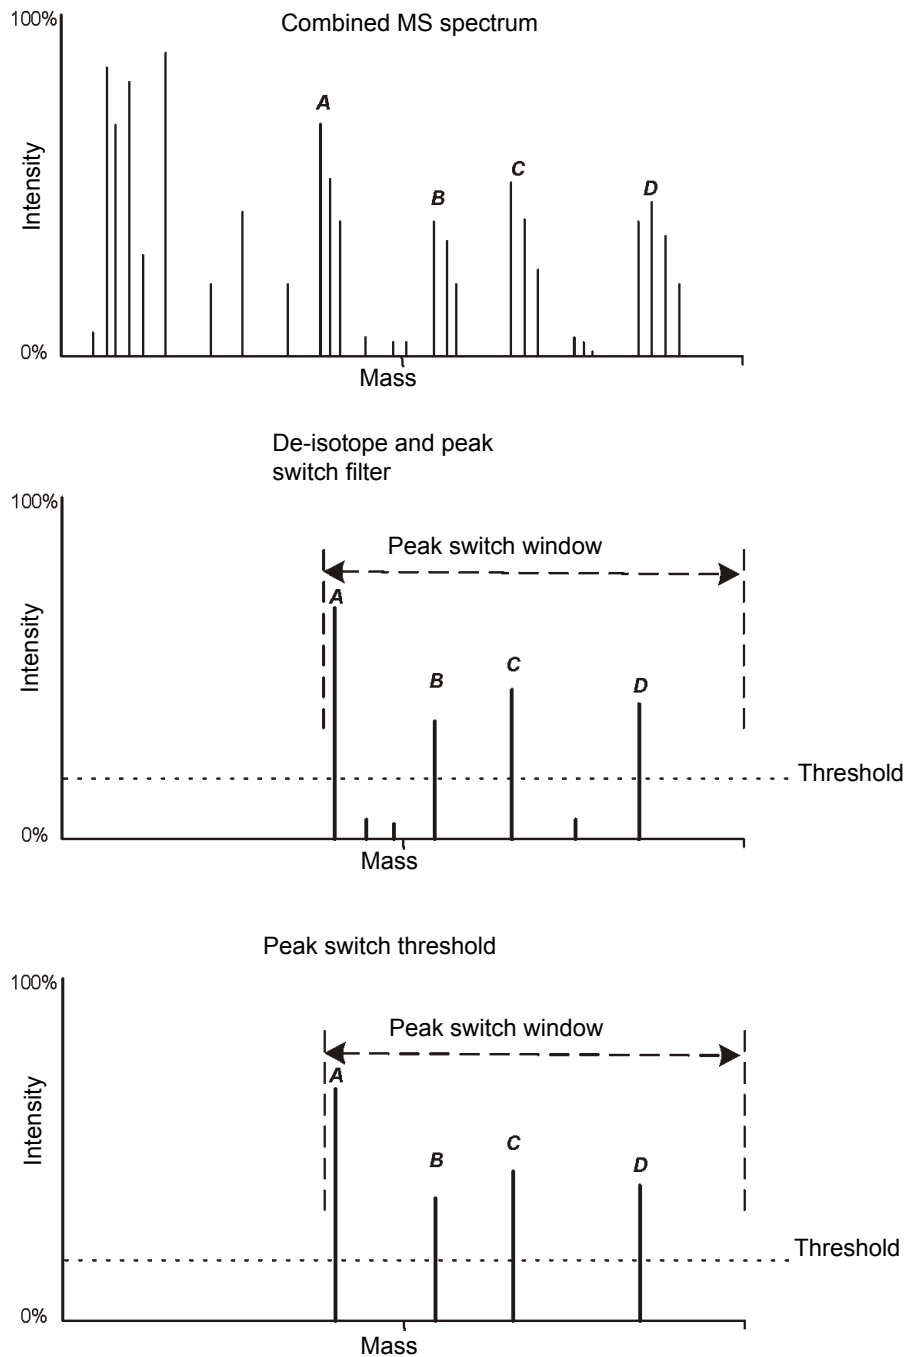 100%
Combined MS spectrum
A
B
C
D
Intensity
0%
Mass
De-isotope and peak
switch filter
100%
Peak switch window
A
B
C
D
Intensity
Threshold
0%
Mass
Peak switch threshold
100%
Peak switch window
A
B
C
D
Intensity
Threshold
0%
Mass